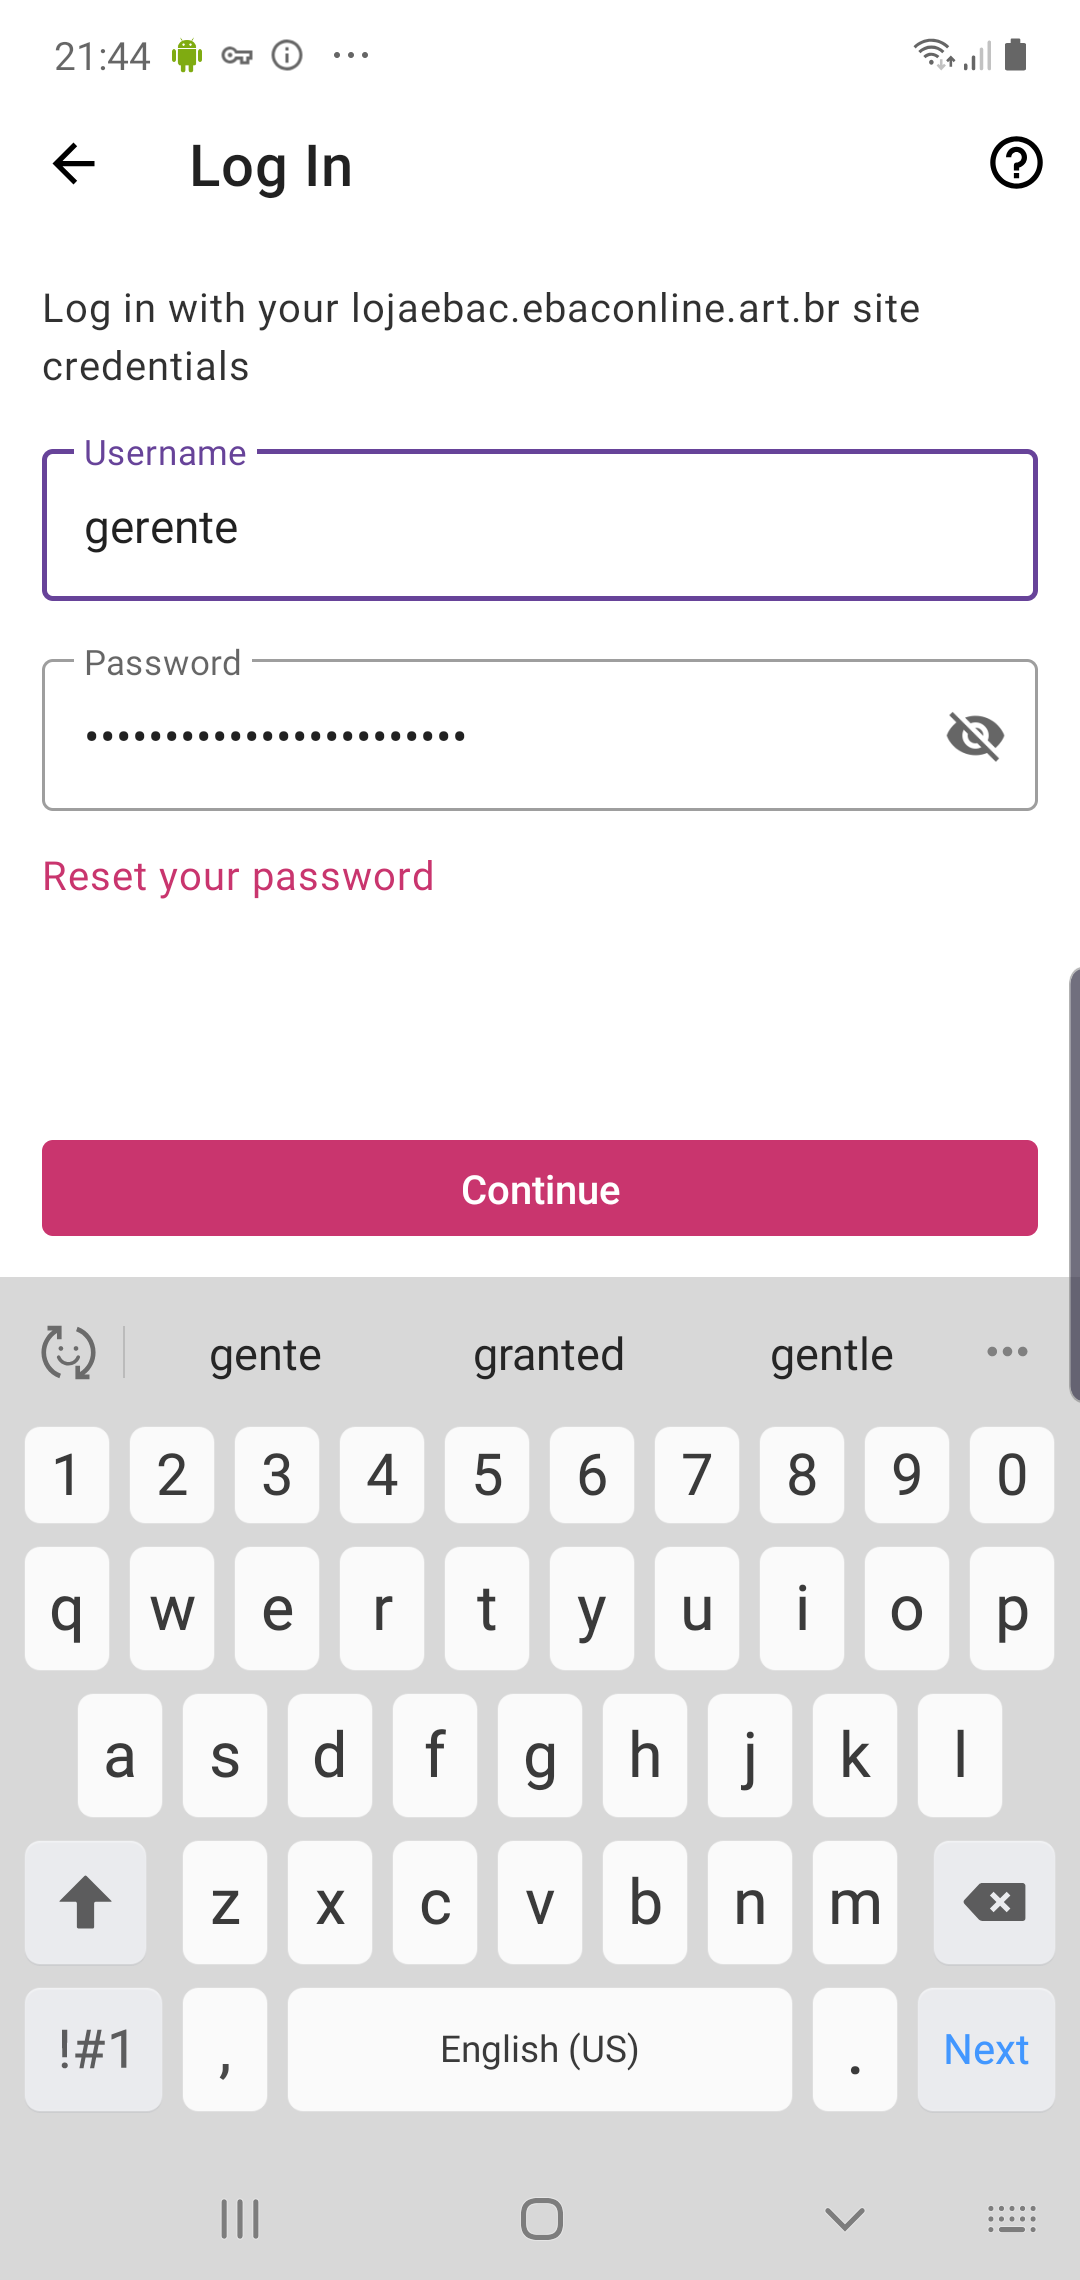 21:44
Log In
Log in with your lojaebac.ebaconline.art.br site
credentials
Username
gerente
Password
••••••••••••••••••••••••
Reset your password
Continue
gente granted gentle
1 2 3 4 5 6 7 8 9 0
q w e r t y u i o p
a s d f g h j k l
z x c v b n m
!#1 , English (US) . Next